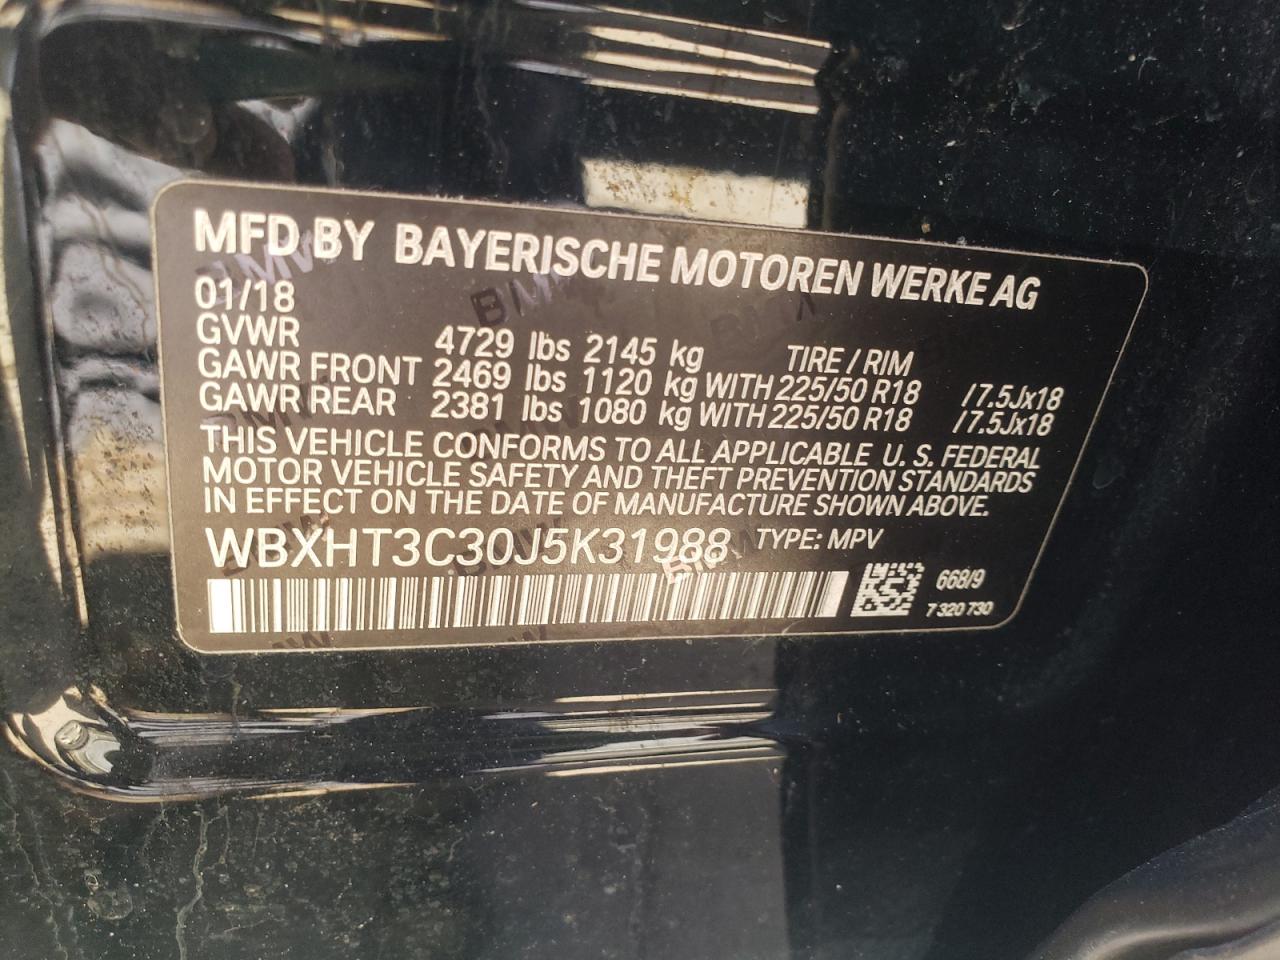 MFD BY BAYERISCHE MOTOREN WERKE AG
01/18
GVWR 4729 lbs 2145 kg TIRE / RIM
GAWR FRONT 2469 lbs 1120 kg WITH 225/50 R18 /7.5Jx18
GAWR REAR 2381 lbs 1080 kg WITH 225/50 R18 /7.5Jx18
THIS VEHICLE CONFORMS TO ALL APPLICABLE U. S. FEDERAL
MOTOR VEHICLE SAFETY AND THEFT PREVENTION STANDARDS
IN EFFECT ON THE DATE OF MANUFACTURE SHOWN ABOVE.
WBXHT3C30J5K31988 TYPE: MPV
668/9
7 320 730